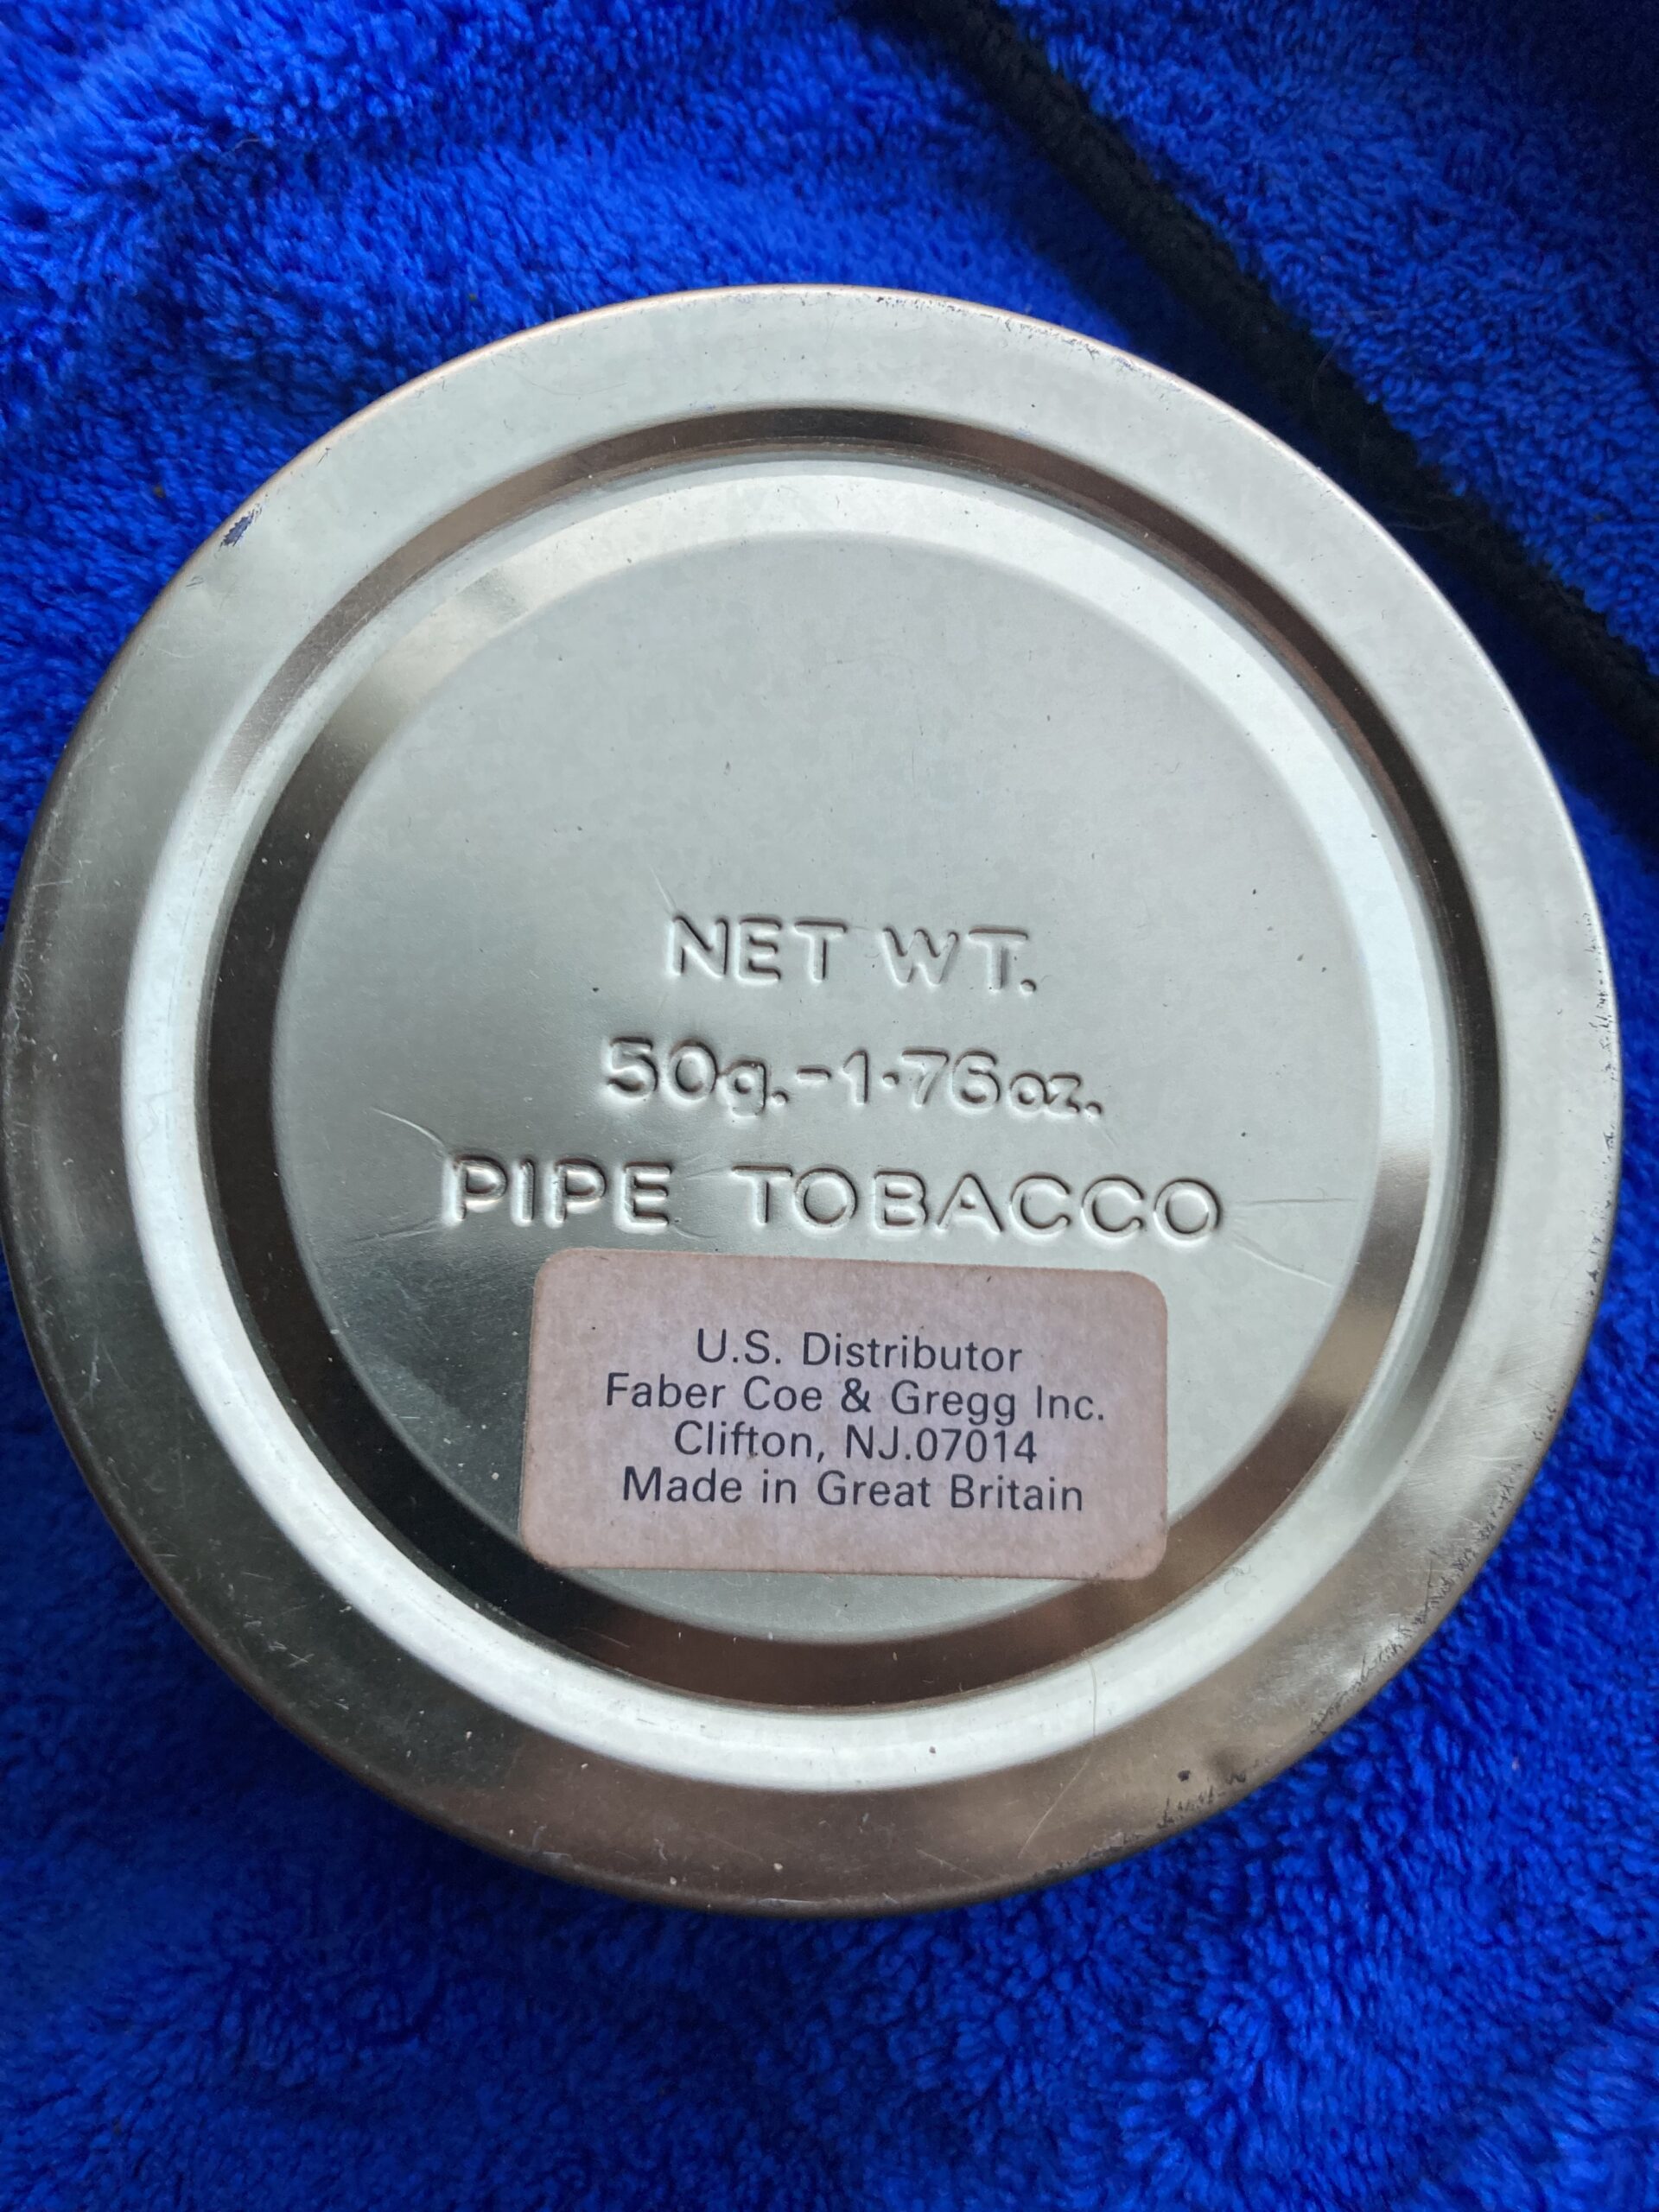 NET WT.
50g.-1·76oz.
PIPE TOBACCO
U.S. Distributor
Faber Coe & Gregg Inc.
Clifton, NJ.07014
Made in Great Britain